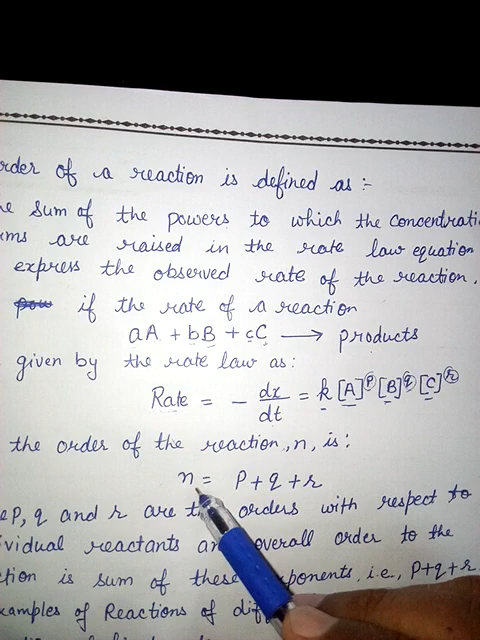 rder of a reaction is defined as :-
e sum of the powers to which the concentrati
ms are raised in the rate law equation
express the observed rate of the reaction.
if the rate of a reaction
aA + bB + cC ⟶ products
given by the rate law as:
Rate = - dx/dt = k [A]^p [B]^q [C]^r
the order of the reaction, n, is:
n = P + q + r
e P, q and r are th orders with respect to
vidual reactants an overall order to the
tion is sum of these ponents, i.e., P+q+r.
xamples of Reactions of dif